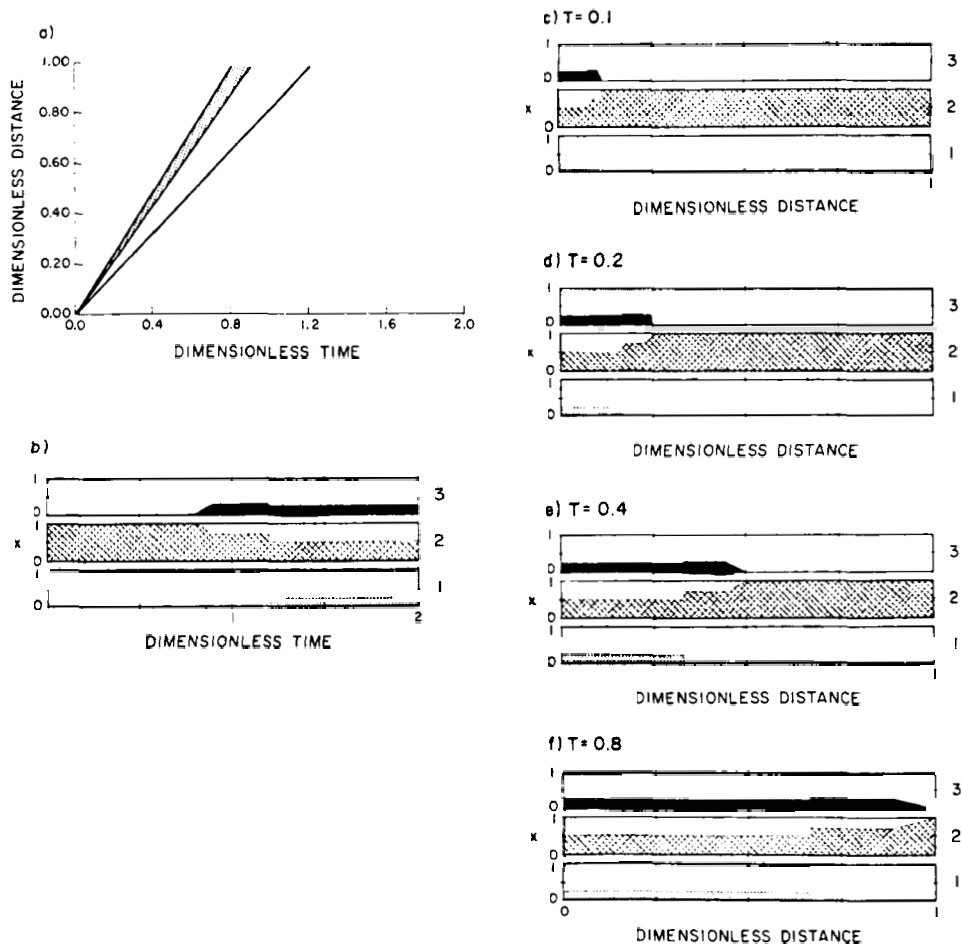 a)
DIMENSIONLESS DISTANCE
1.00
0.80
0.60
0.40
0.20
0.00
0.0 0.4 0.8 1.2 1.6 2.0
DIMENSIONLESS TIME
b)
1
0
3
x
1
0
2
1
0
1
1 2
DIMENSIONLESS TIME
c) T= 0.1
1
0
3
x
1
0
2
1
0
1
1
DIMENSIONLESS DISTANCE
d) T= 0.2
1
0
3
x
1
0
2
1
0
1
DIMENSIONLESS DISTANCE
e) T= 0.4
1
0
3
x
1
0
2
1
0
1
1
DIMENSIONLESS DISTANCE
f) T= 0.8
1
0
3
x
1
0
2
1
0
1
0 1
DIMENSIONLESS DISTANCE